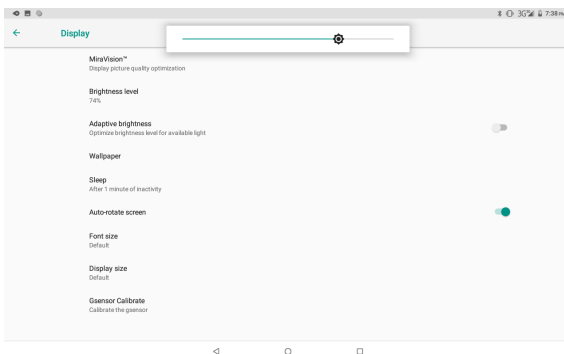 3G 7:38 PM
Display
MiraVision™
Display picture quality optimization
Brightness level
74%
Adaptive brightness
Optimize brightness level for available light
Wallpaper
Sleep
After 1 minute of inactivity
Auto-rotate screen
Font size
Default
Display size
Default
Gsensor Calibrate
Calibrate the gsensor